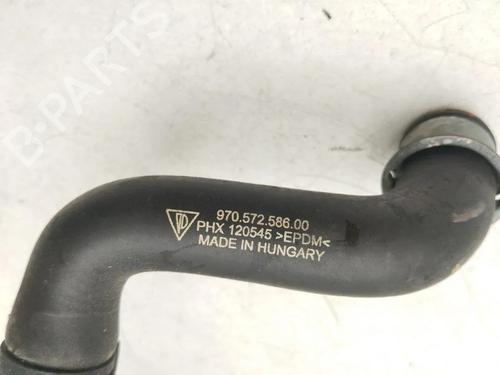 B-PARTS
970.572.586.00
PHX 120545 >EPDM<
MADE IN HUNGARY